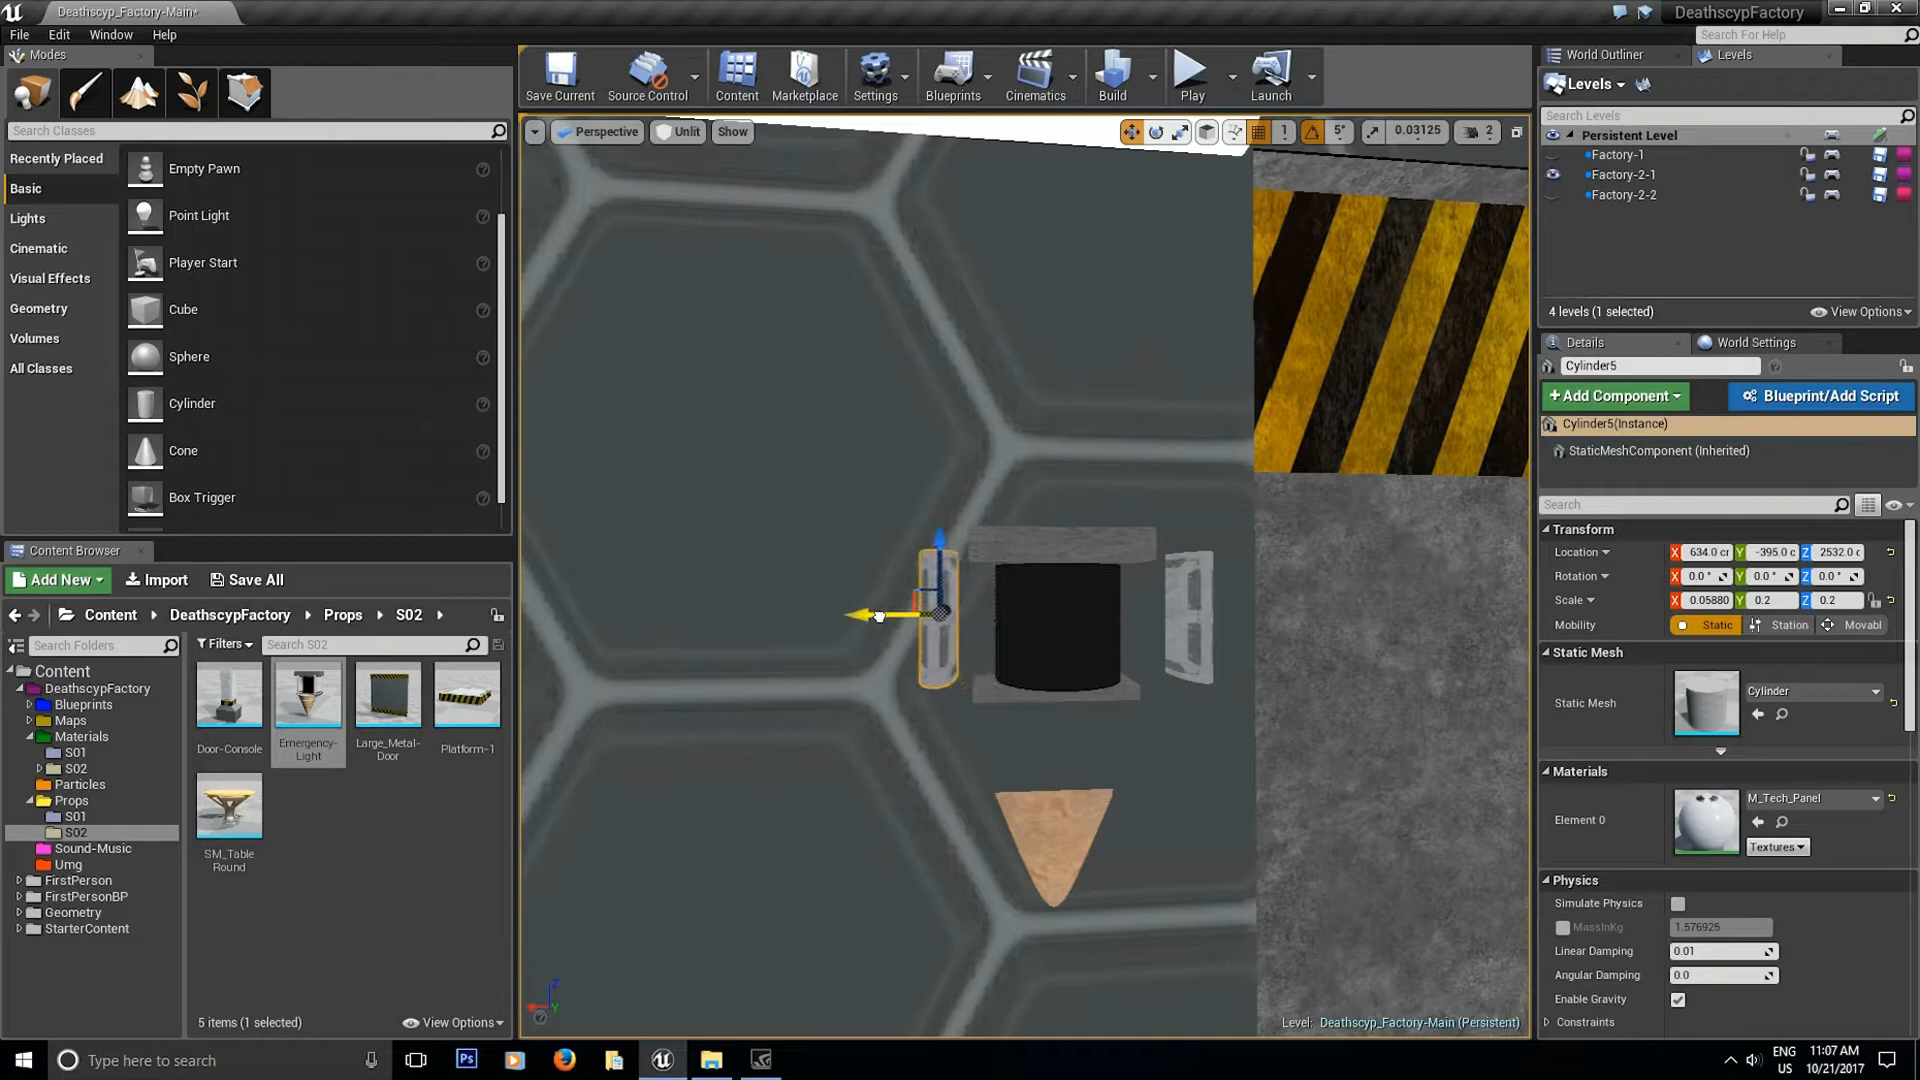 Deathscyp_Factory-Main*
DeathscypFactory
File Edit Window Help
Search For Help
Modes
Search Classes
Recently Placed
Basic
Lights
Cinematic
Visual Effects
Geometry
Volumes
All Classes
Empty Pawn
Point Light
Player Start
Cube
Sphere
Cylinder
Cone
Box Trigger
Save Current
Source Control
Content
Marketplace
Settings
Blueprints
Cinematics
Build
Play
Launch
Perspective
Unlit
Show
1
5°
0.03125
2
Level: Deathscyp_Factory-Main (Persistent)
Content Browser
Add New
Import
Save All
Content
DeathscypFactory
Props
S02
Search Folders
Filters
Search S02
Content
DeathscypFactory
Blueprints
Maps
Materials
S01
S02
Particles
Props
S01
S02
Sound-Music
Umg
FirstPerson
FirstPersonBP
Geometry
StarterContent
Door-Console
Emergency-
Light
Large_Metal-
Door
Platform-1
SM_Table
Round
5 items (1 selected)
View Options
World Outliner
Levels
Levels
Search Levels
Persistent Level
Factory-1
Factory-2-1
Factory-2-2
4 levels (1 selected)
View Options
Details
World Settings
Cylinder5
+Add Component
Blueprint/Add Script
Cylinder5(Instance)
StaticMeshComponent (Inherited)
Search
Transform
Location X 634.0 cr Y -395.0 c Z 2532.0 c
Rotation X 0.0 ° Y 0.0 ° Z 0.0 °
Scale X 0.05880 Y 0.2 Z 0.2
Mobility Static Station Movabl
Static Mesh
Static Mesh
Cylinder
Materials
Element 0
M_Tech_Panel
Textures
Physics
Simulate Physics
MassInKg 1.576925
Linear Damping 0.01
Angular Damping 0.0
Enable Gravity
Constraints
Type here to search
Ps
ENG
US
11:07 AM
10/21/2017